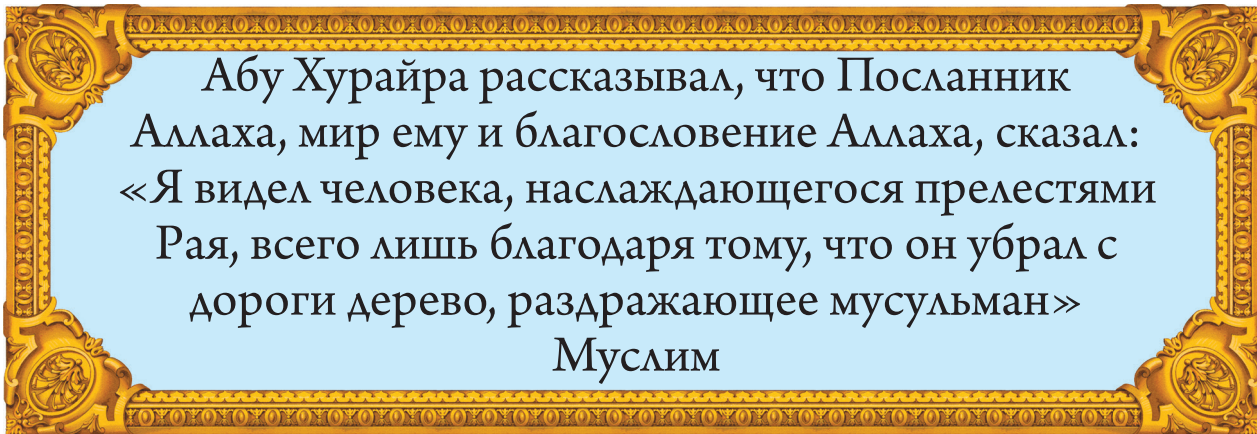 Абу Хурайра рассказывал, что Посланник
Аллаха, мир ему и благословение Аллаха, сказал:
«Я видел человека, наслаждающегося прелестями
Рая, всего лишь благодаря тому, что он убрал с
дороги дерево, раздражающее мусульман»
Муслим